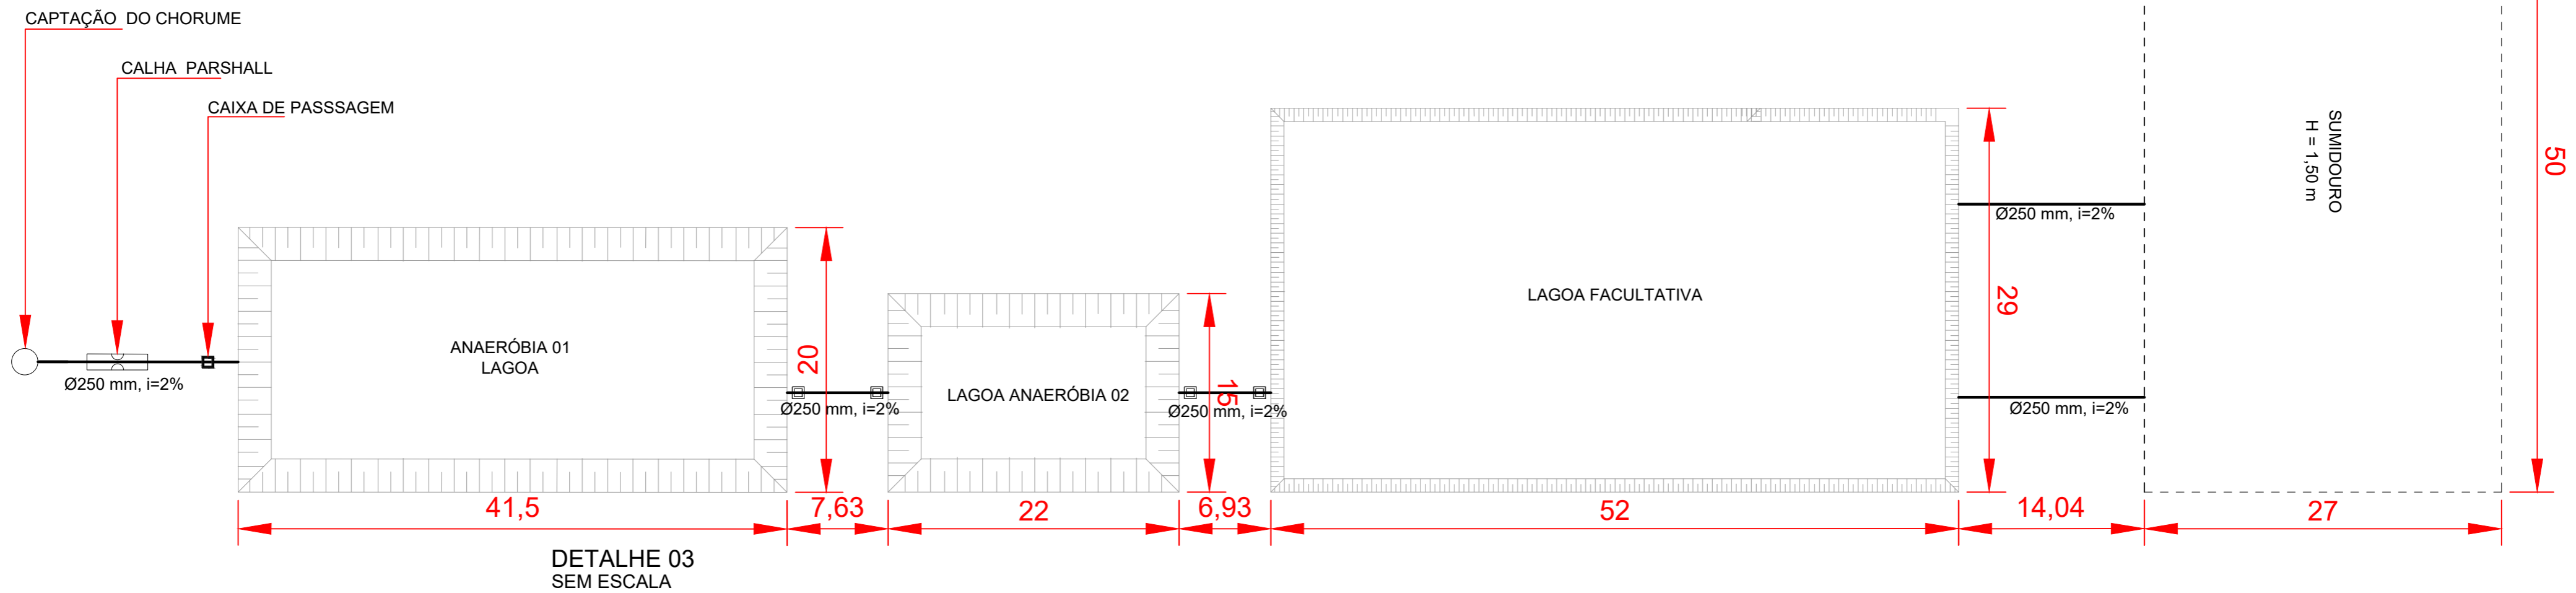 CAPTAÇÃO DO CHORUME
CALHA PARSHALL
CAIXA DE PASSSAGEM
Ø250 mm, i=2%
ANAERÓBIA 01
LAGOA
20
Ø250 mm, i=2%
LAGOA ANAERÓBIA 02
15
Ø250 mm, i=2%
LAGOA FACULTATIVA
29
Ø250 mm, i=2%
Ø250 mm, i=2%
SUMIDOURO
H = 1,50 m
50
41,5
7,63
22
6,93
52
14,04
27
DETALHE 03
SEM ESCALA